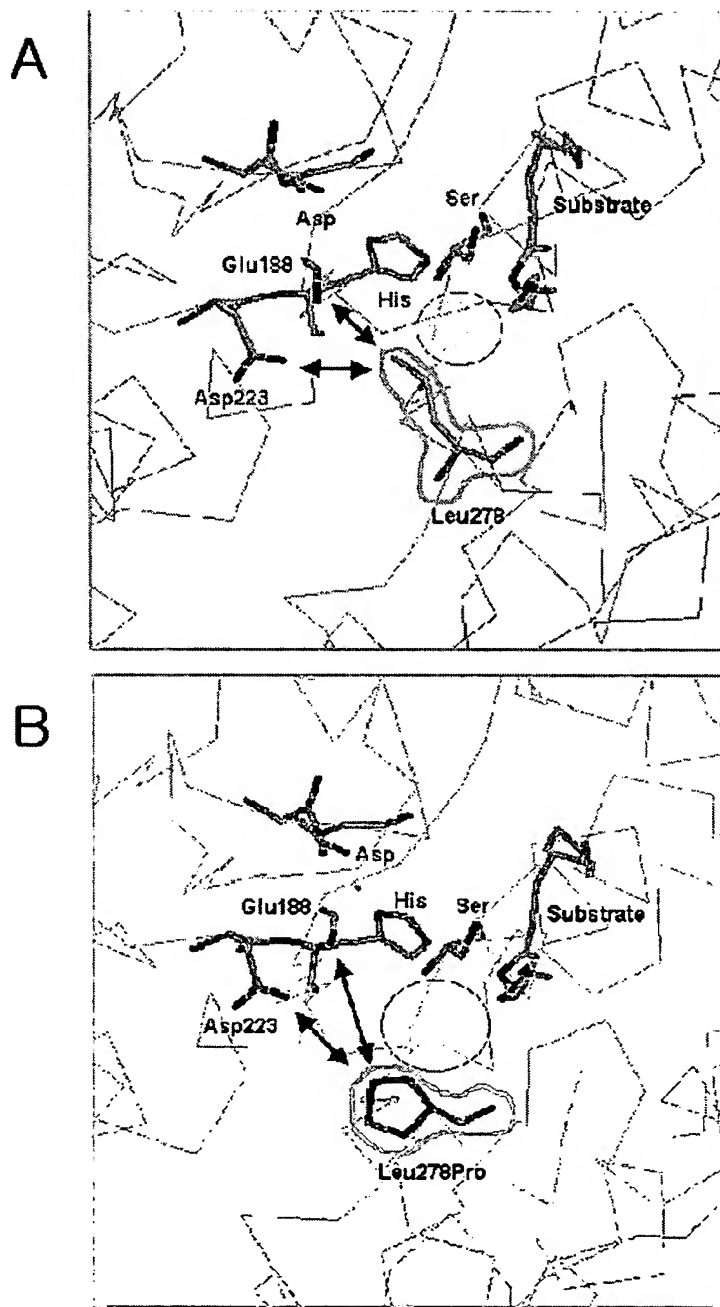 A
Asp
Ser
Substrate
Glu188
His
Asp223
Leu278
B
Asp
Glu188
His
Ser
Substrate
Asp223
Leu278Pro